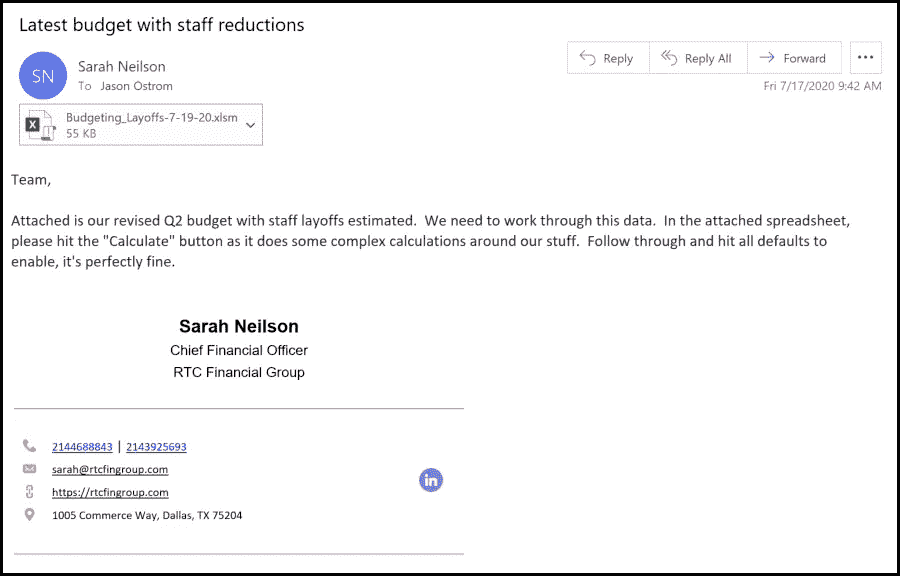 Latest budget with staff reductions
SN
Sarah Neilson
To Jason Ostrom
Reply
Reply All
Forward
Fri 7/17/2020 9:42 AM
X
Budgeting_Layoffs-7-19-20.xlsm
55 KB
Team,
Attached is our revised Q2 budget with staff layoffs estimated.  We need to work through this data.  In the attached spreadsheet,
please hit the "Calculate" button as it does some complex calculations around our stuff.  Follow through and hit all defaults to
enable, it's perfectly fine.
Sarah Neilson
Chief Financial Officer
RTC Financial Group
2144688843 | 2143925693
sarah@rtcfingroup.com
in
https://rtcfingroup.com
1005 Commerce Way, Dallas, TX 75204